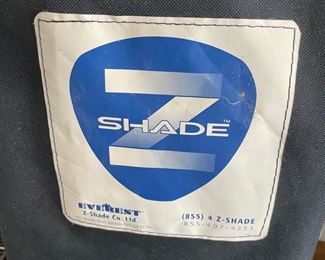 Z
SHADE™
EVEREST
Z-Shade Co. Ltd.
(855) 4 Z-SHADE
855-497-4233